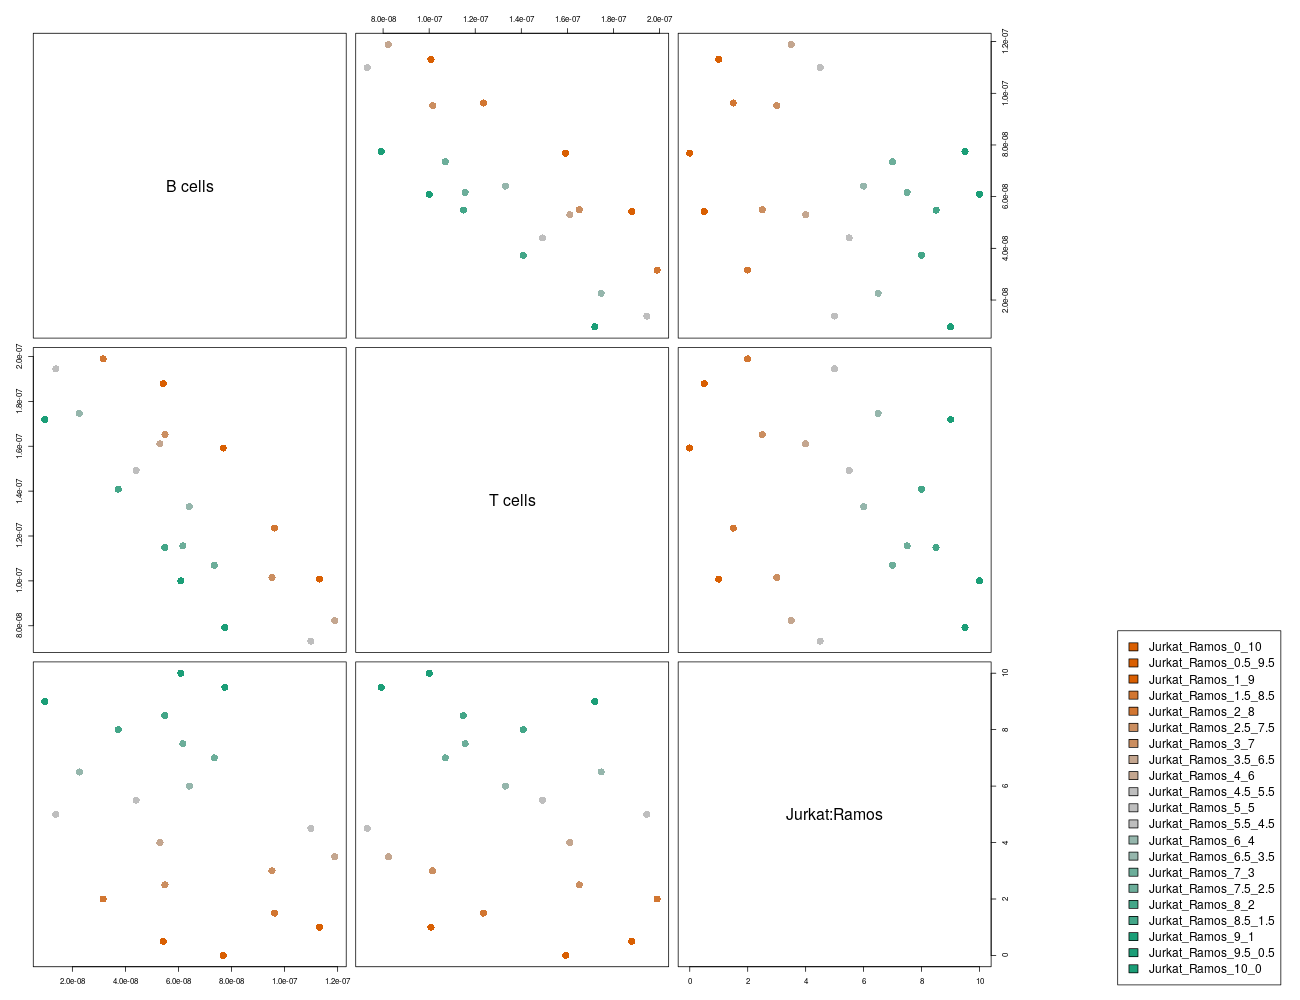 8.0e-08 1.0e-07 1.2e-07 1.4e-07 1.6e-07 1.8e-07 2.0e-07
B cells
2.0e-08 4.0e-08 6.0e-08 8.0e-08 1.0e-07 1.2e-07
8.0e-08 1.0e-07 1.2e-07 1.4e-07 1.6e-07 1.8e-07 2.0e-07
T cells
Jurkat:Ramos
0 2 4 6 8 10
2.0e-08 4.0e-08 6.0e-08 8.0e-08 1.0e-07 1.2e-07
0 2 4 6 8 10
Jurkat_Ramos_0_10
Jurkat_Ramos_0.5_9.5
Jurkat_Ramos_1_9
Jurkat_Ramos_1.5_8.5
Jurkat_Ramos_2_8
Jurkat_Ramos_2.5_7.5
Jurkat_Ramos_3_7
Jurkat_Ramos_3.5_6.5
Jurkat_Ramos_4_6
Jurkat_Ramos_4.5_5.5
Jurkat_Ramos_5_5
Jurkat_Ramos_5.5_4.5
Jurkat_Ramos_6_4
Jurkat_Ramos_6.5_3.5
Jurkat_Ramos_7_3
Jurkat_Ramos_7.5_2.5
Jurkat_Ramos_8_2
Jurkat_Ramos_8.5_1.5
Jurkat_Ramos_9_1
Jurkat_Ramos_9.5_0.5
Jurkat_Ramos_10_0